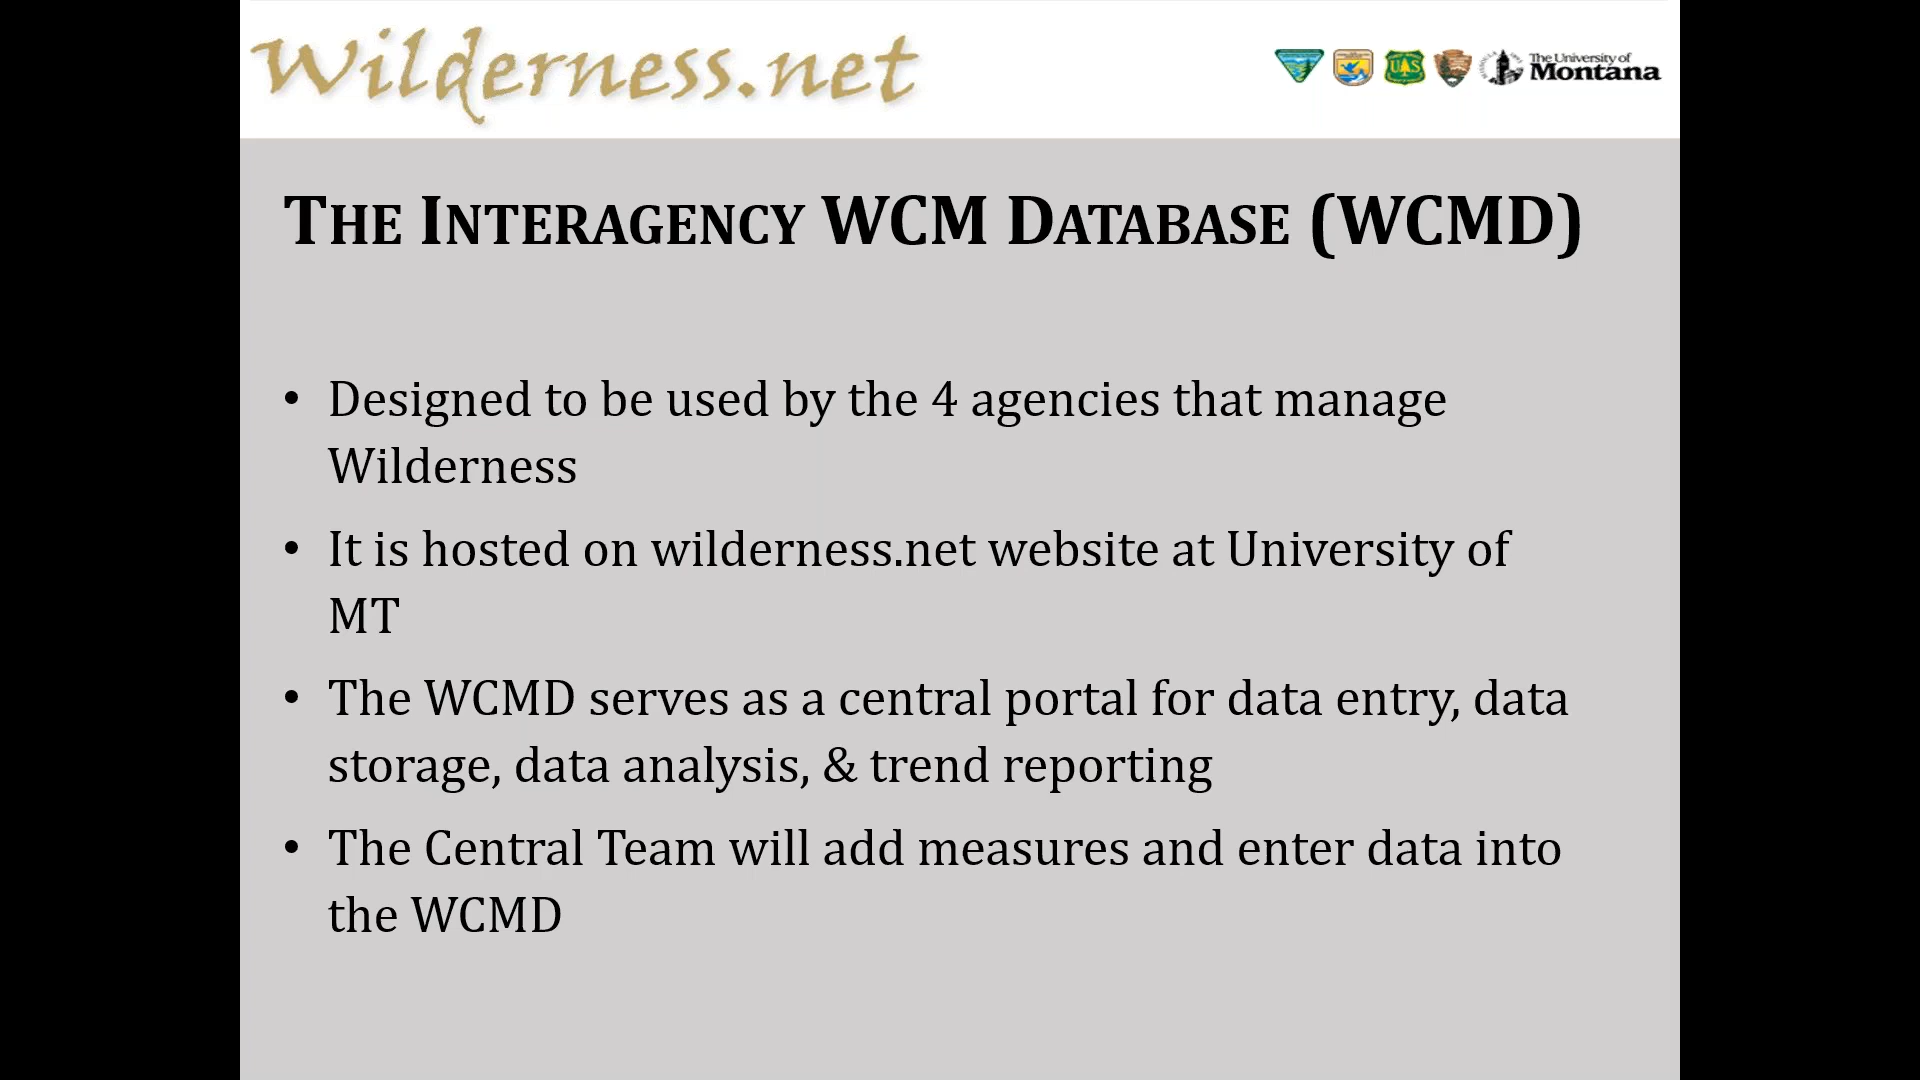 Wilderness.net
UAS
The University of
Montana
THE INTERAGENCY WCM DATABASE (WCMD)
• Designed to be used by the 4 agencies that manage
Wilderness
• It is hosted on wilderness.net website at University of
MT
• The WCMD serves as a central portal for data entry, data
storage, data analysis, & trend reporting
• The Central Team will add measures and enter data into
the WCMD